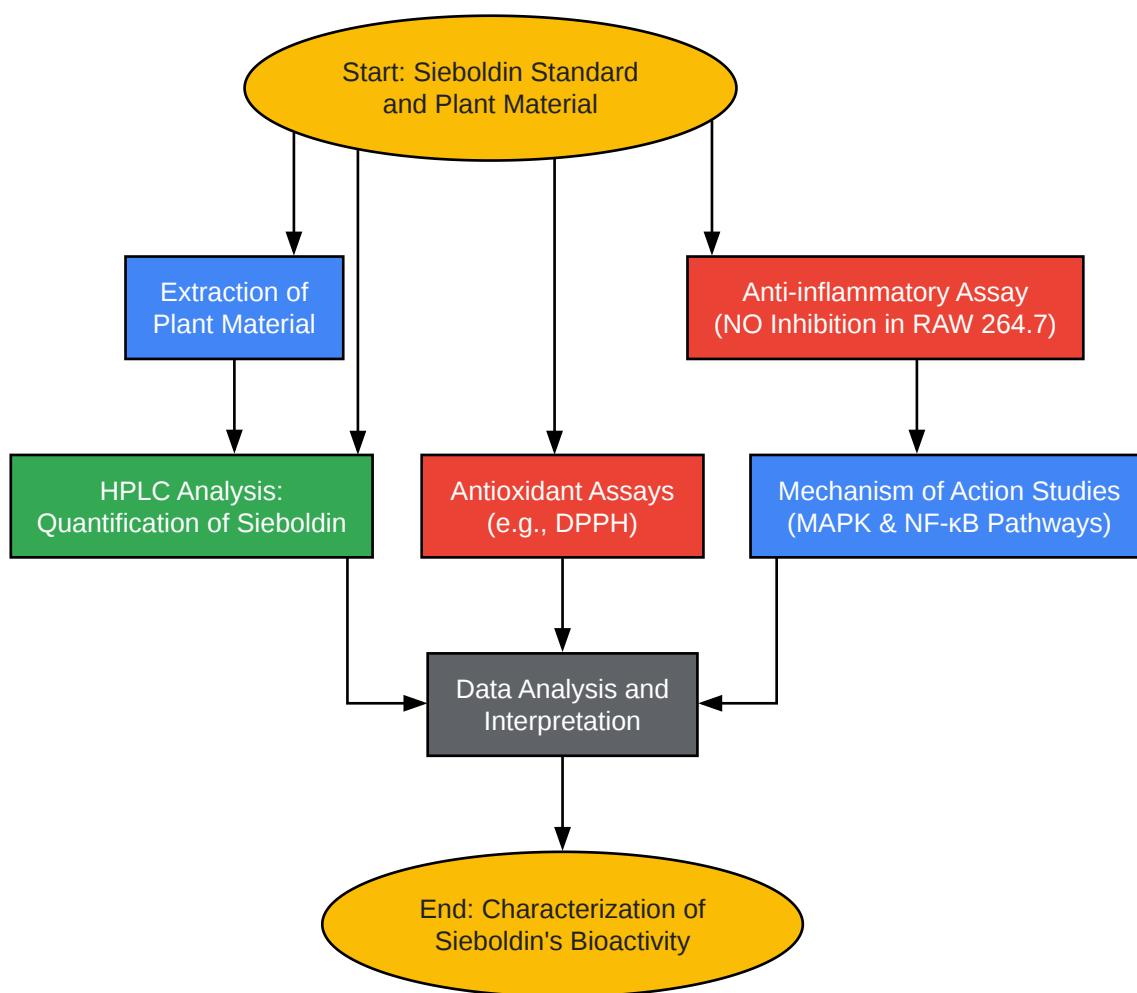 Start: Sieboldin Standard
and Plant Material
Extraction of
Plant Material
Anti-inflammatory Assay
(NO Inhibition in RAW 264.7)
HPLC Analysis:
Quantification of Sieboldin
Antioxidant Assays
(e.g., DPPH)
Mechanism of Action Studies
(MAPK & NF-κB Pathways)
Data Analysis and
Interpretation
End: Characterization of
Sieboldin's Bioactivity